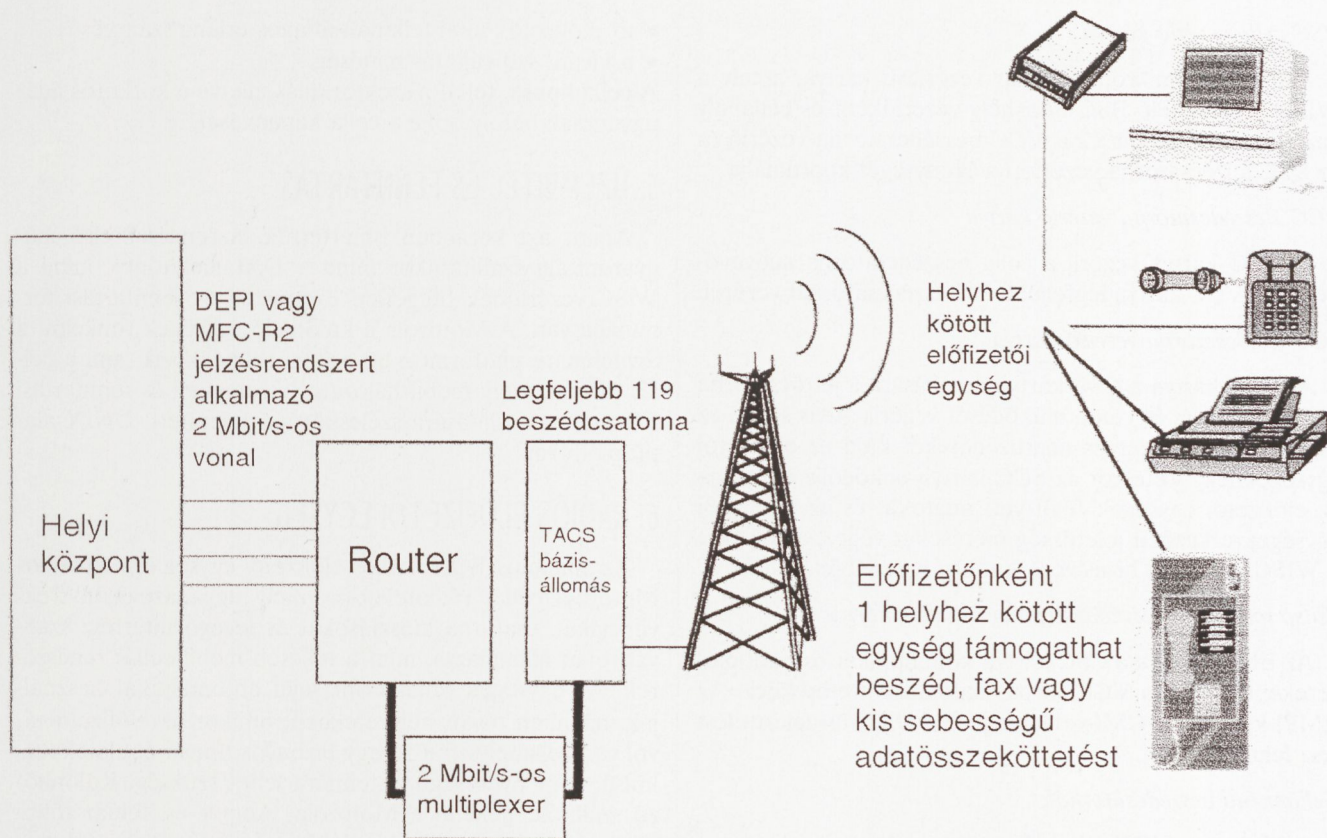 DEPI vagy
MFC-R2
jelzésrendszert
alkalmazó
2 Mbit/s-os
vonal
Helyi
központ
Router
Legfeljebb 119
beszédcsatorna
TACS
bázis-
állomás
2 Mbit/s-os
multiplexer
Helyhez
kötött
előfizetői
egység
Előfizetőnként
1 helyhez kötött
egység támogathat
beszéd, fax vagy
kis sebességű
adatösszeköttetést